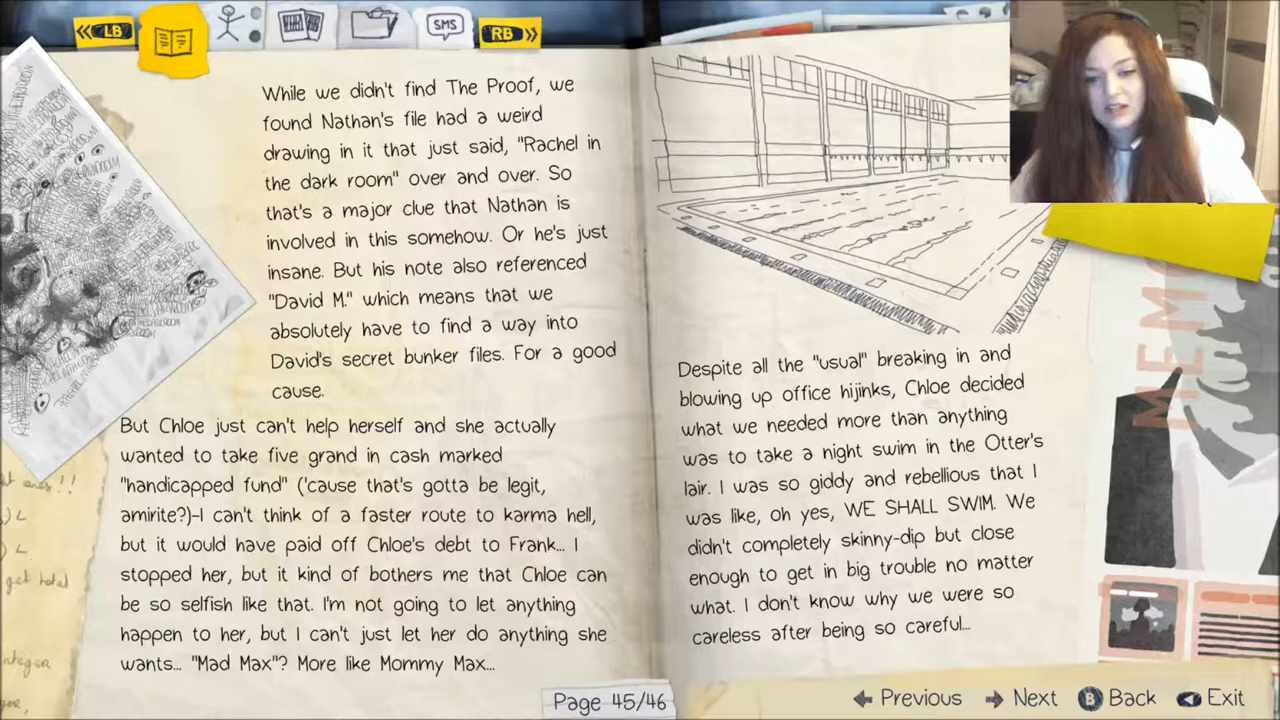 LB
SMS
RB
While we didn't find The Proof, we
found Nathan's file had a weird
drawing in it that just said, "Rachel in
the dark room" over and over. So
that's a major clue that Nathan is
involved in this somehow. Or he's just
insane. But his note also referenced
"David M." which means that we
absolutely have to find a way into
David's secret bunker files. For a good
cause.
But Chloe just can't help herself and she actually
wanted to take five grand in cash marked
"handicapped fund" ('cause that's gotta be legit,
amirite?)-I can't think of a faster route to karma hell,
but it would have paid off Chloe's debt to Frank... I
stopped her, but it kind of bothers me that Chloe can
be so selfish like that. I'm not going to let anything
happen to her, but I can't just let her do anything she
wants... "Mad Max"? More like Mommy Max...
Despite all the "usual" breaking in and
blowing up office hijinks, Chloe decided
what we needed more than anything
was to take a night swim in the Otter's
lair. I was so giddy and rebellious that I
was like, oh yes, WE SHALL SWIM. We
didn't completely skinny-dip but close
enough to get in big trouble no matter
what. I don't know why we were so
careless after being so careful...
Page 45/46
Previous
Next
B Back
Exit